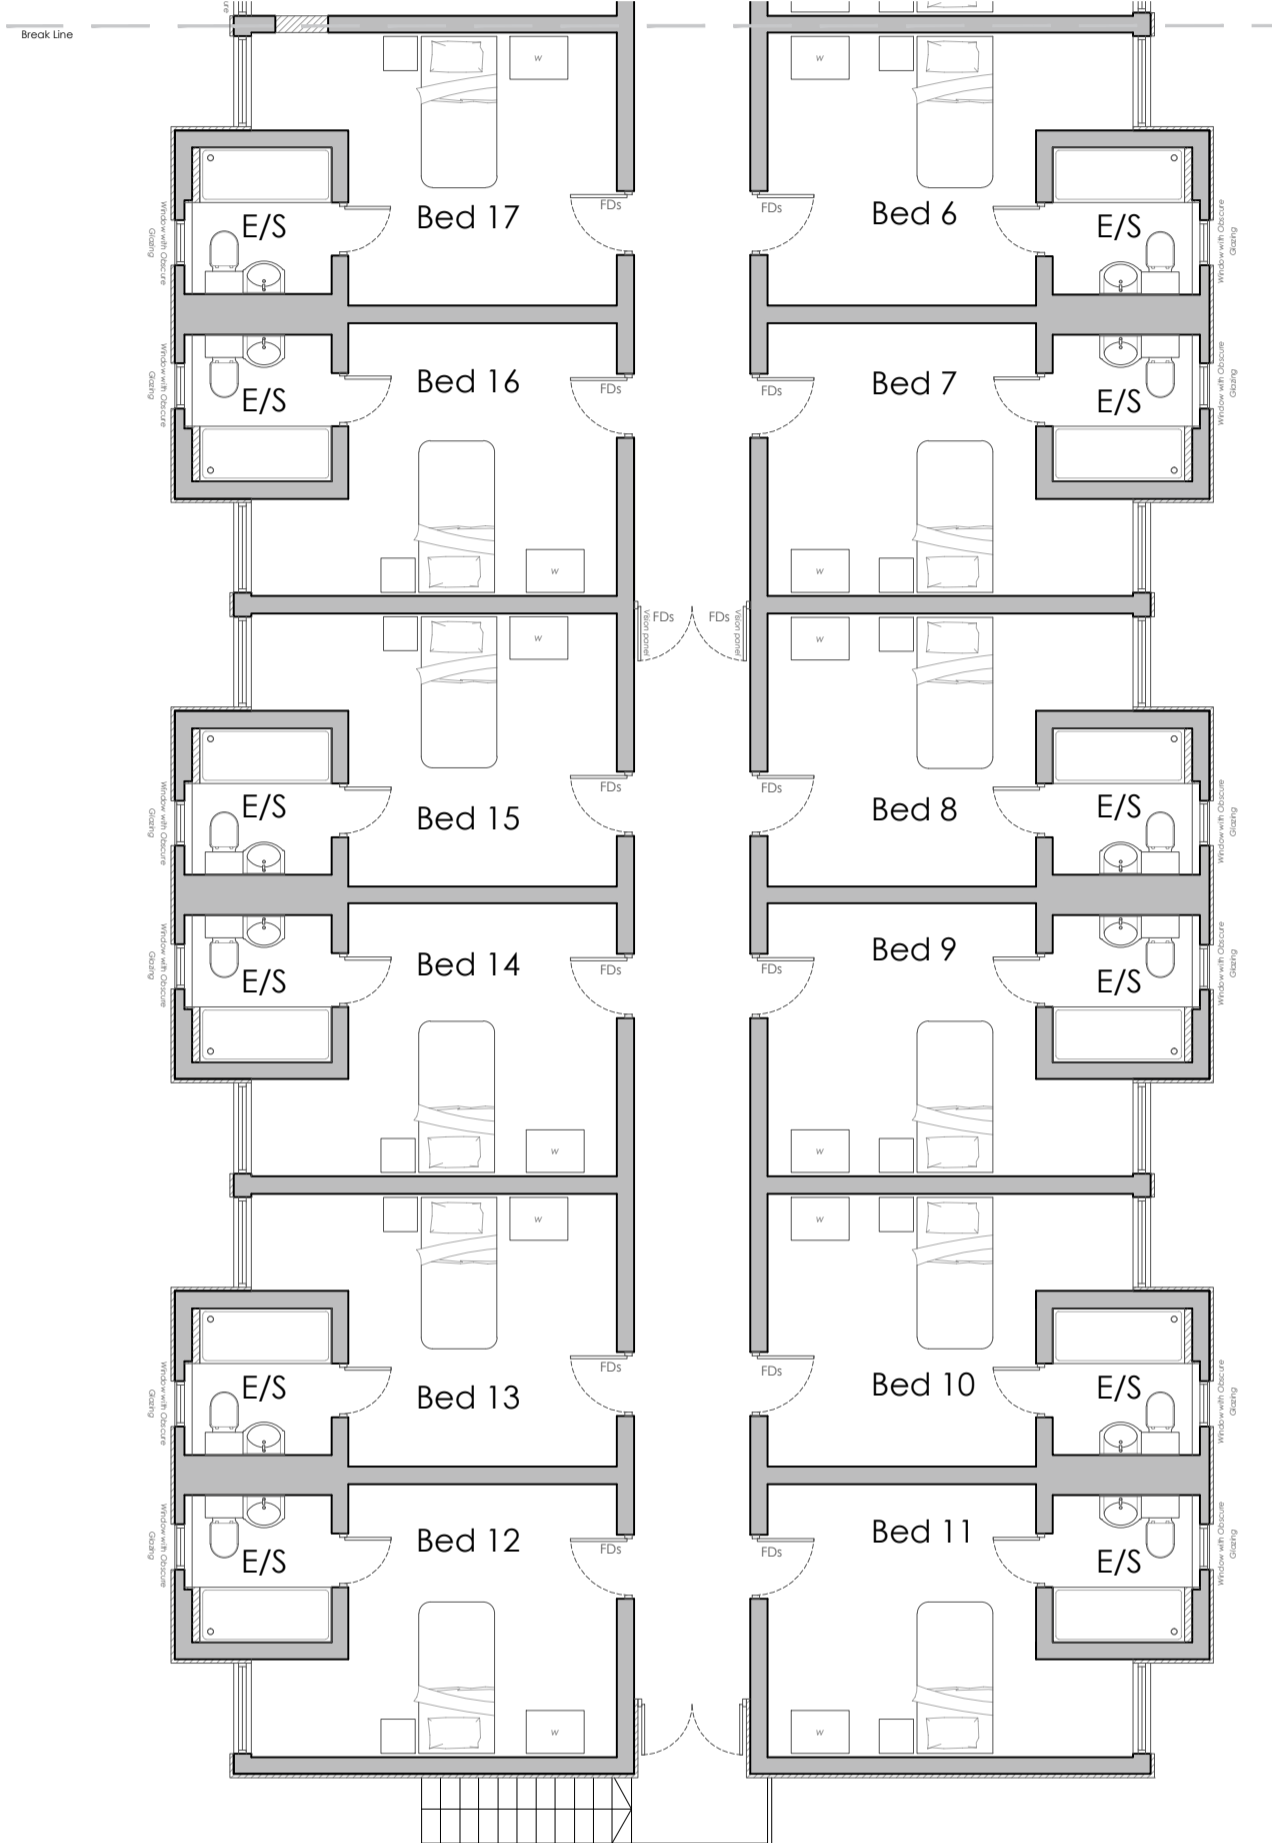 ure
Break Line
W
W
Bed 17
FDs
FDs
Bed 6
E/S
E/S
Window with Obscure
Glazing
Window with Obscure
Glazing
Window with Obscure
Glazing
Window with Obscure
Glazing
Bed 16
FDs
FDs
Bed 7
E/S
E/S
W
W
Vision panel
FDs
FDs
Vision panel
W
W
FDs
FDs
E/S
Bed 15
Bed 8
E/S
Window with Obscure
Glazing
Window with Obscure
Glazing
Window with Obscure
Glazing
Window with Obscure
Glazing
Bed 14
FDs
FDs
Bed 9
E/S
E/S
W
W
W
W
FDs
FDs
E/S
Bed 13
Bed 10
E/S
Window with Obscure
Glazing
Window with Obscure
Glazing
Window with Obscure
Glazing
Window with Obscure
Glazing
Bed 12
FDs
FDs
Bed 11
E/S
E/S
W
W